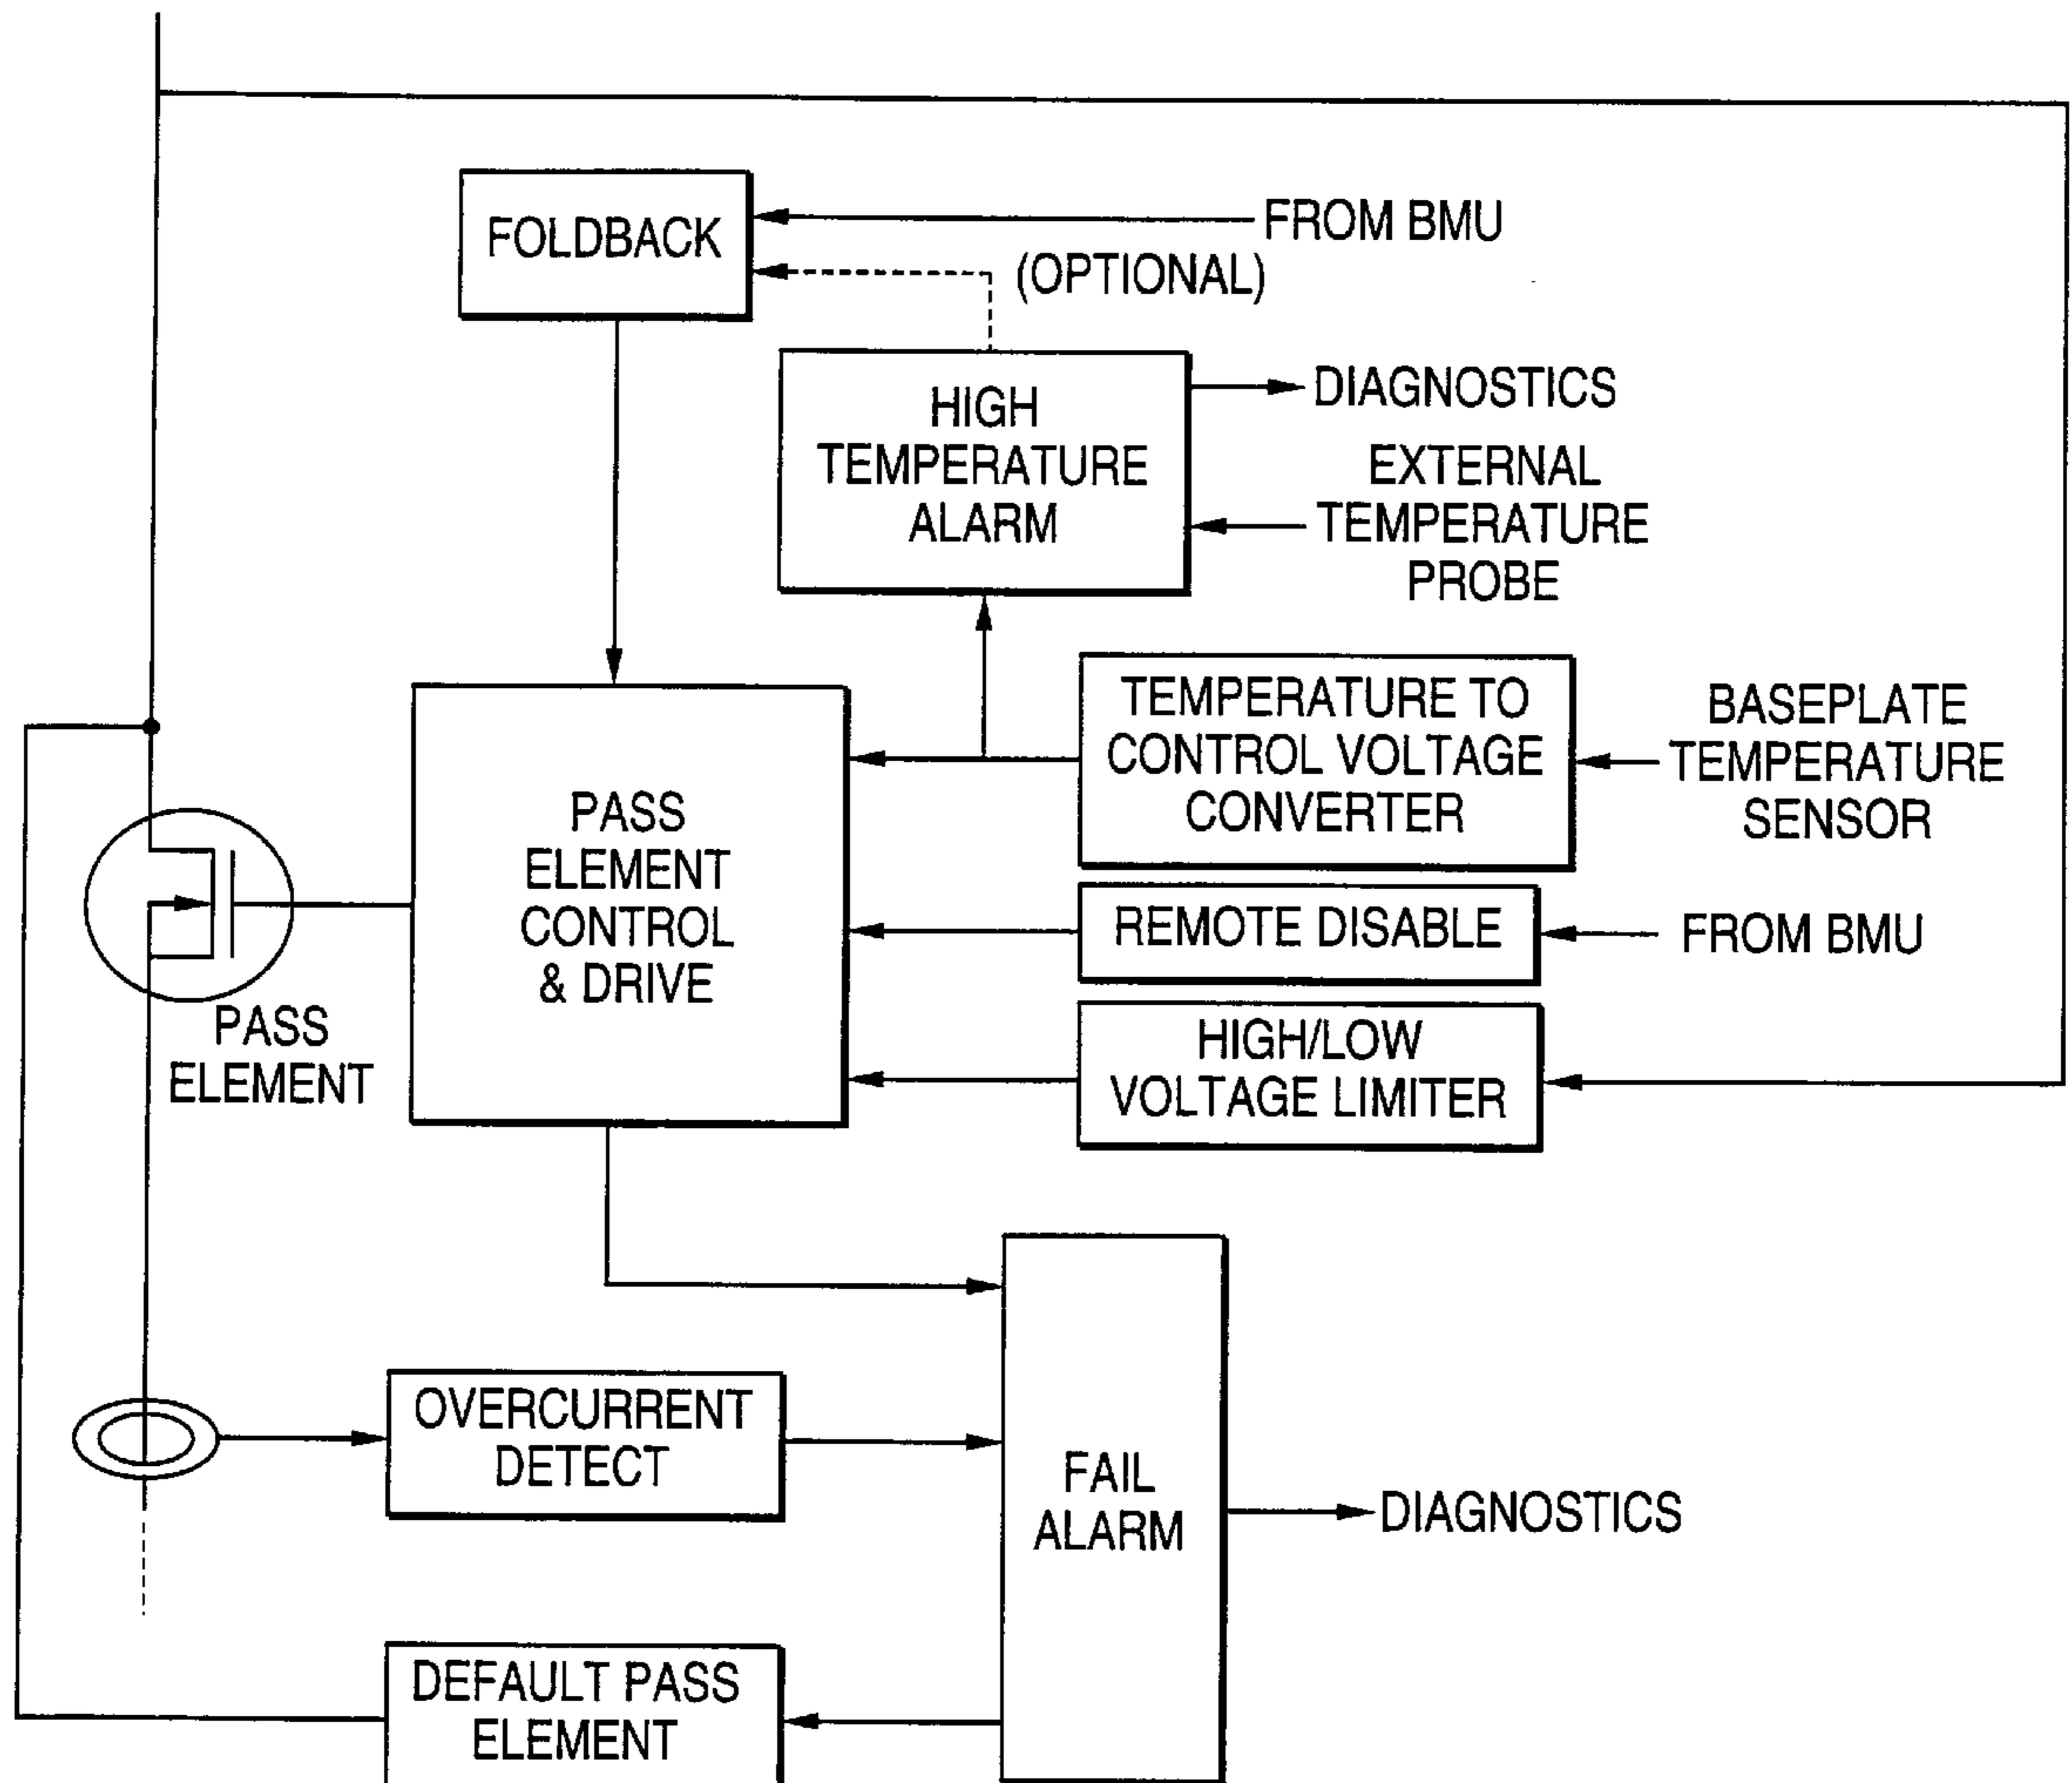 FOLDBACK
FROM BMU
(OPTIONAL)
HIGH
TEMPERATURE
ALARM
DIAGNOSTICS
EXTERNAL
TEMPERATURE
PROBE
PASS
ELEMENT
CONTROL
& DRIVE
TEMPERATURE TO
CONTROL VOLTAGE
CONVERTER
BASEPLATE
TEMPERATURE
SENSOR
REMOTE DISABLE
FROM BMU
HIGH/LOW
VOLTAGE LIMITER
PASS
ELEMENT
OVERCURRENT
DETECT
FAIL
ALARM
DIAGNOSTICS
DEFAULT PASS
ELEMENT